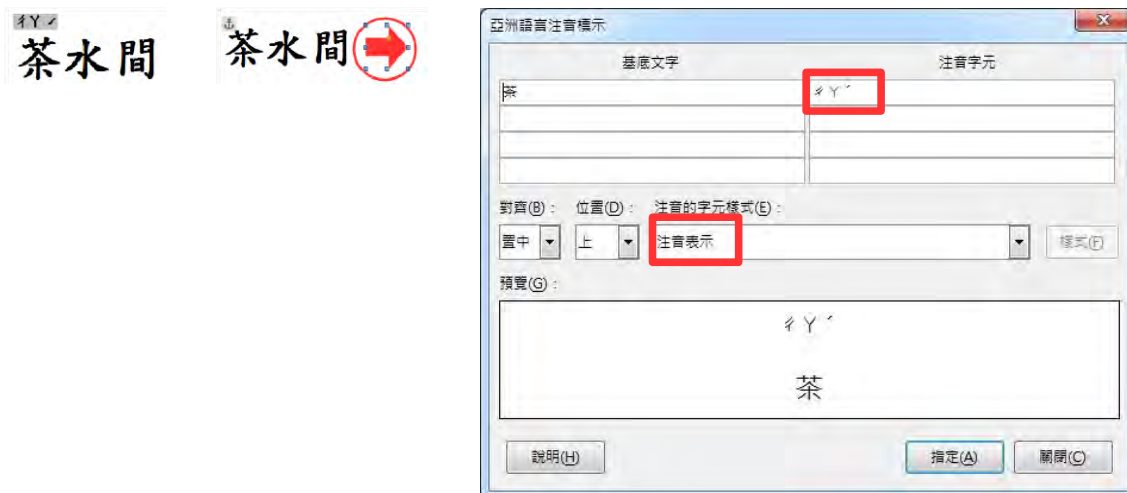 ㄔㄚˊ
茶水間
茶水間
亞洲語言注音標示
基底文字
注音字元
茶
ㄔㄚˊ
對齊(B)：
位置(D)：
注音的字元樣式(E)：
置中
上
注音表示
樣式(F)
預覽(G)：
ㄔㄚˊ
茶
說明(H)
指定(A)
關閉(C)